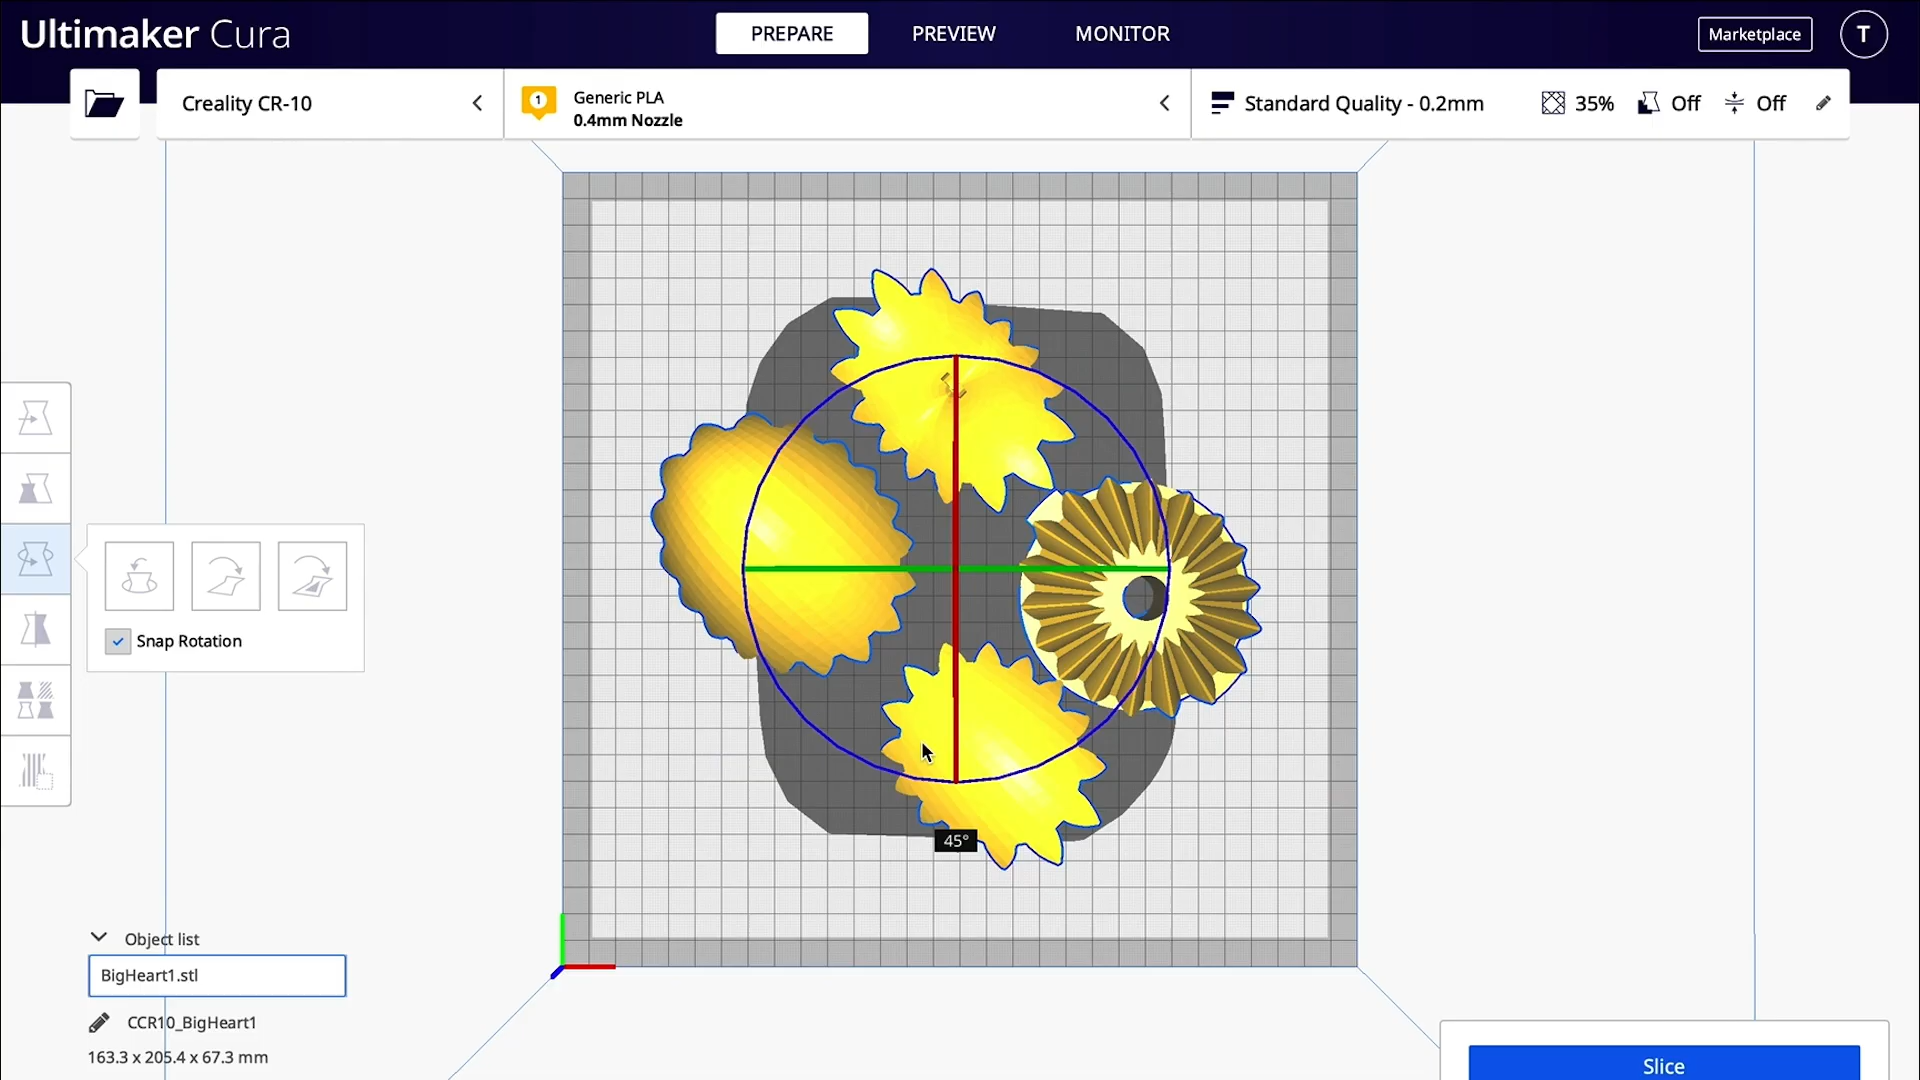 Ultimaker Cura
PREPARE
PREVIEW
MONITOR
Marketplace
T
Creality CR-10
1
Generic PLA
0.4mm Nozzle
Standard Quality - 0.2mm
35%
Off
Off
Snap Rotation
45°
Object list
BigHeart1.stl
CCR10_BigHeart1
163.3 x 205.4 x 67.3 mm
Slice